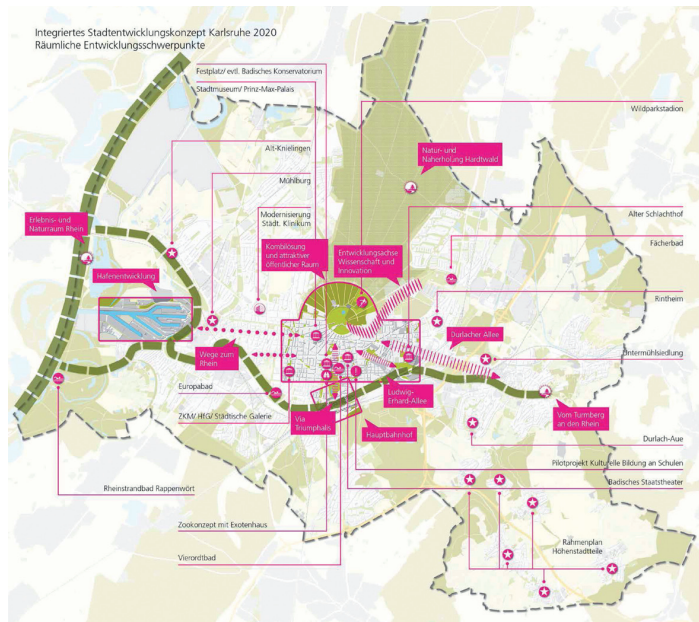 Integriertes Stadtentwicklungskonzept Karlsruhe 2020
Räumliche Entwicklungsschwerpunkte
Festplatz/ evtl. Badisches Konservatorium
Stadtmuseum/ Prinz-Max-Palais
Wildparkstadion
Alt-Knielingen
Natur- und
Naherholung Hardtwald
Mühlburg
Erlebnis- und
Naturraum Rhein
Modernisierung
Städt. Klinikum
Alter Schlachthof
Kombilösung
und attraktiver
öffentlicher Raum
Entwicklungsachse
Wissenschaft und
Innovation
Fächerbad
Hafenentwicklung
Rintheim
Durlacher Allee
Wege zum
Rhein
Untermühlsiedlung
Europabad
Ludwig-
Erhard-Allee
ZKM/ HfG/ Städtische Galerie
Via
Triumphalis
Vom Turmberg
an den Rhein
Hauptbahnhof
Durlach-Aue
Pilotprojekt Kulturelle Bildung an Schulen
Rheinstrandbad Rappenwört
Badisches Staatstheater
Zookonzept mit Exotenhaus
Rahmenplan
Höhenstadtteile
Vierordtbad